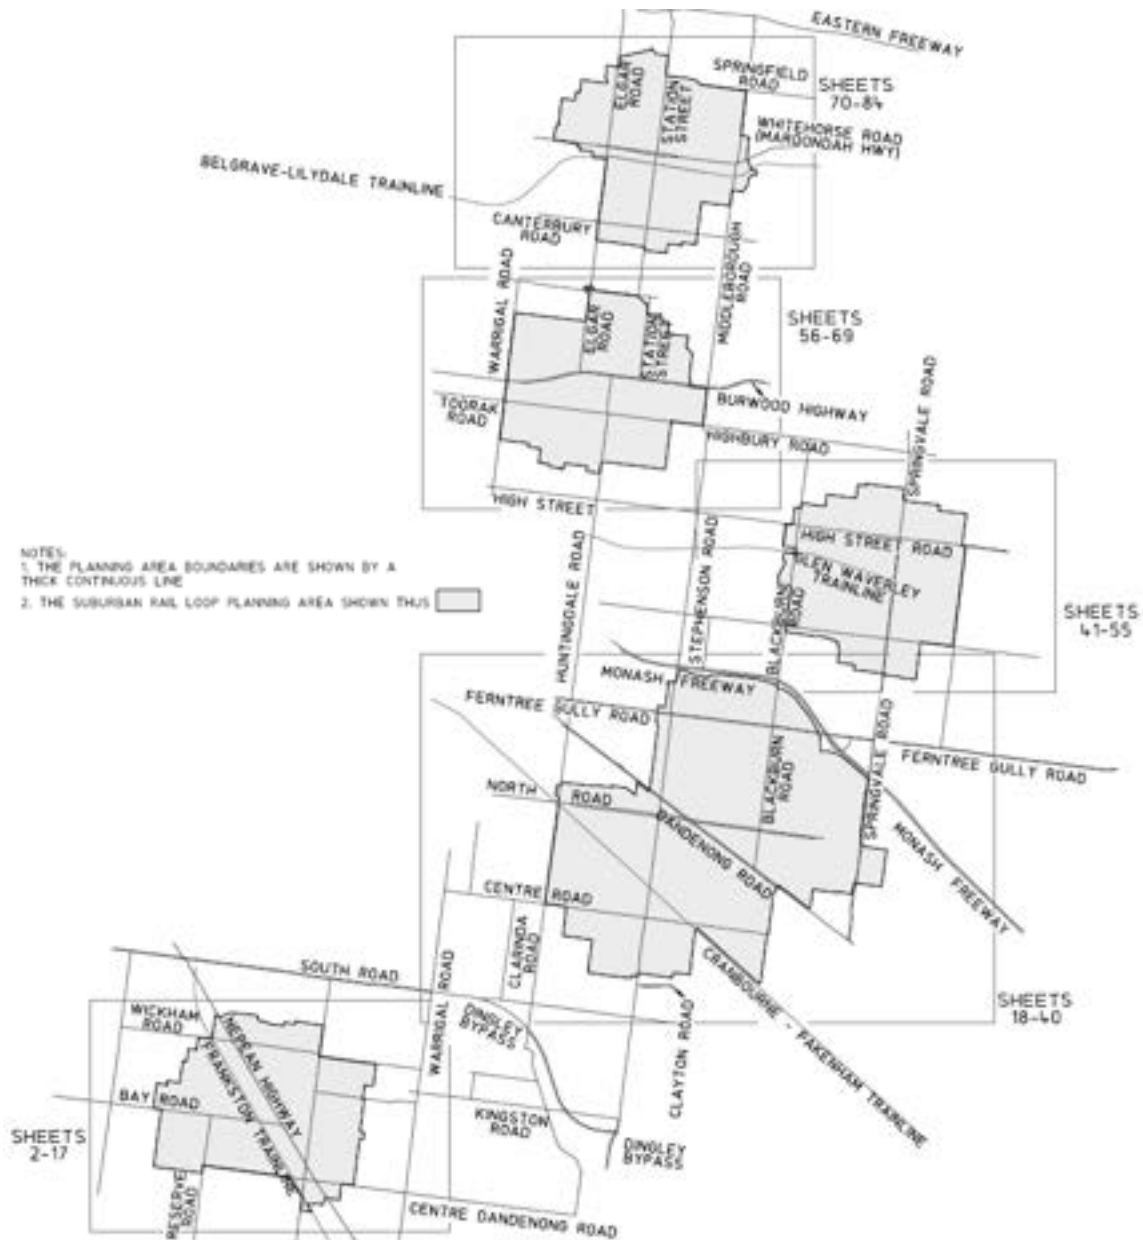 EASTERN FREEWAY
SPRINGFIELD
ROAD
SHEETS
70-84
ELGAR
ROAD
STATION
STREET
WHITEHORSE ROAD
(MAROONDAH HWY)
BELGRAVE-LILYDALE TRAINLINE
CANTERBURY
ROAD
MIDDLEBOROUGH
ROAD
WARRIGAL ROAD
SHEETS
56-69
ELGAR
ROAD
STATION
STREET
BURWOOD HIGHWAY
TOORAK
ROAD
HIGHBURY ROAD
SPRINGVALE ROAD
HIGH STREET
HIGH STREET ROAD
GLEN WAVERLEY
TRAINLINE
NOTES:
1. THE PLANNING AREA BOUNDARIES ARE SHOWN BY A
THICK CONTINUOUS LINE
2. THE SUBURBAN RAIL LOOP PLANNING AREA SHOWN THUS
HUNTINGDALE ROAD
STEPHENSON ROAD
BLACKBURN
ROAD
SHEETS
41-55
MONASH FREEWAY
FERNTREE GULLY ROAD
FERNTREE GULLY ROAD
BLACKBURN
ROAD
SPRINGVALE ROAD
NORTH ROAD
DANDENONG ROAD
MONASH FREEWAY
CENTRE ROAD
CLARINDA
ROAD
SOUTH ROAD
WARRIGAL ROAD
CRANBOURNE - PAKENHAM TRAINLINE
SHEETS
18-40
WICKHAM
ROAD
DINGLEY
BYPASS
CLAYTON ROAD
NEPEAN HIGHWAY
FRANKSTON TRAINLINE
BAY ROAD
KINGSTON
ROAD
SHEETS
2-17
DINGLEY
BYPASS
RESERVE
ROAD
CENTRE DANDENONG ROAD